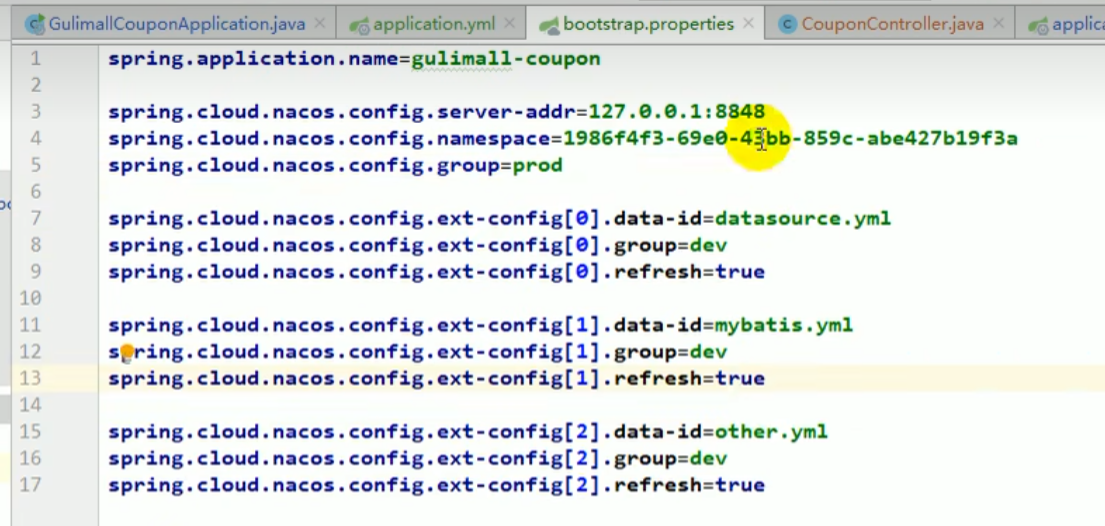 GulimallCouponApplication.java
application.yml
bootstrap.properties
CouponController.java
applic
1 spring.application.name=gulimall-coupon
2
3 spring.cloud.nacos.config.server-addr=127.0.0.1:8848
4 spring.cloud.nacos.config.namespace=1986f4f3-69e0-43bb-859c-abe427b19f3a
5 spring.cloud.nacos.config.group=prod
6
7 spring.cloud.nacos.config.ext-config[0].data-id=datasource.yml
8 spring.cloud.nacos.config.ext-config[0].group=dev
9 spring.cloud.nacos.config.ext-config[0].refresh=true
10
11 spring.cloud.nacos.config.ext-config[1].data-id=mybatis.yml
12 spring.cloud.nacos.config.ext-config[1].group=dev
13 spring.cloud.nacos.config.ext-config[1].refresh=true
14
15 spring.cloud.nacos.config.ext-config[2].data-id=other.yml
16 spring.cloud.nacos.config.ext-config[2].group=dev
17 spring.cloud.nacos.config.ext-config[2].refresh=true